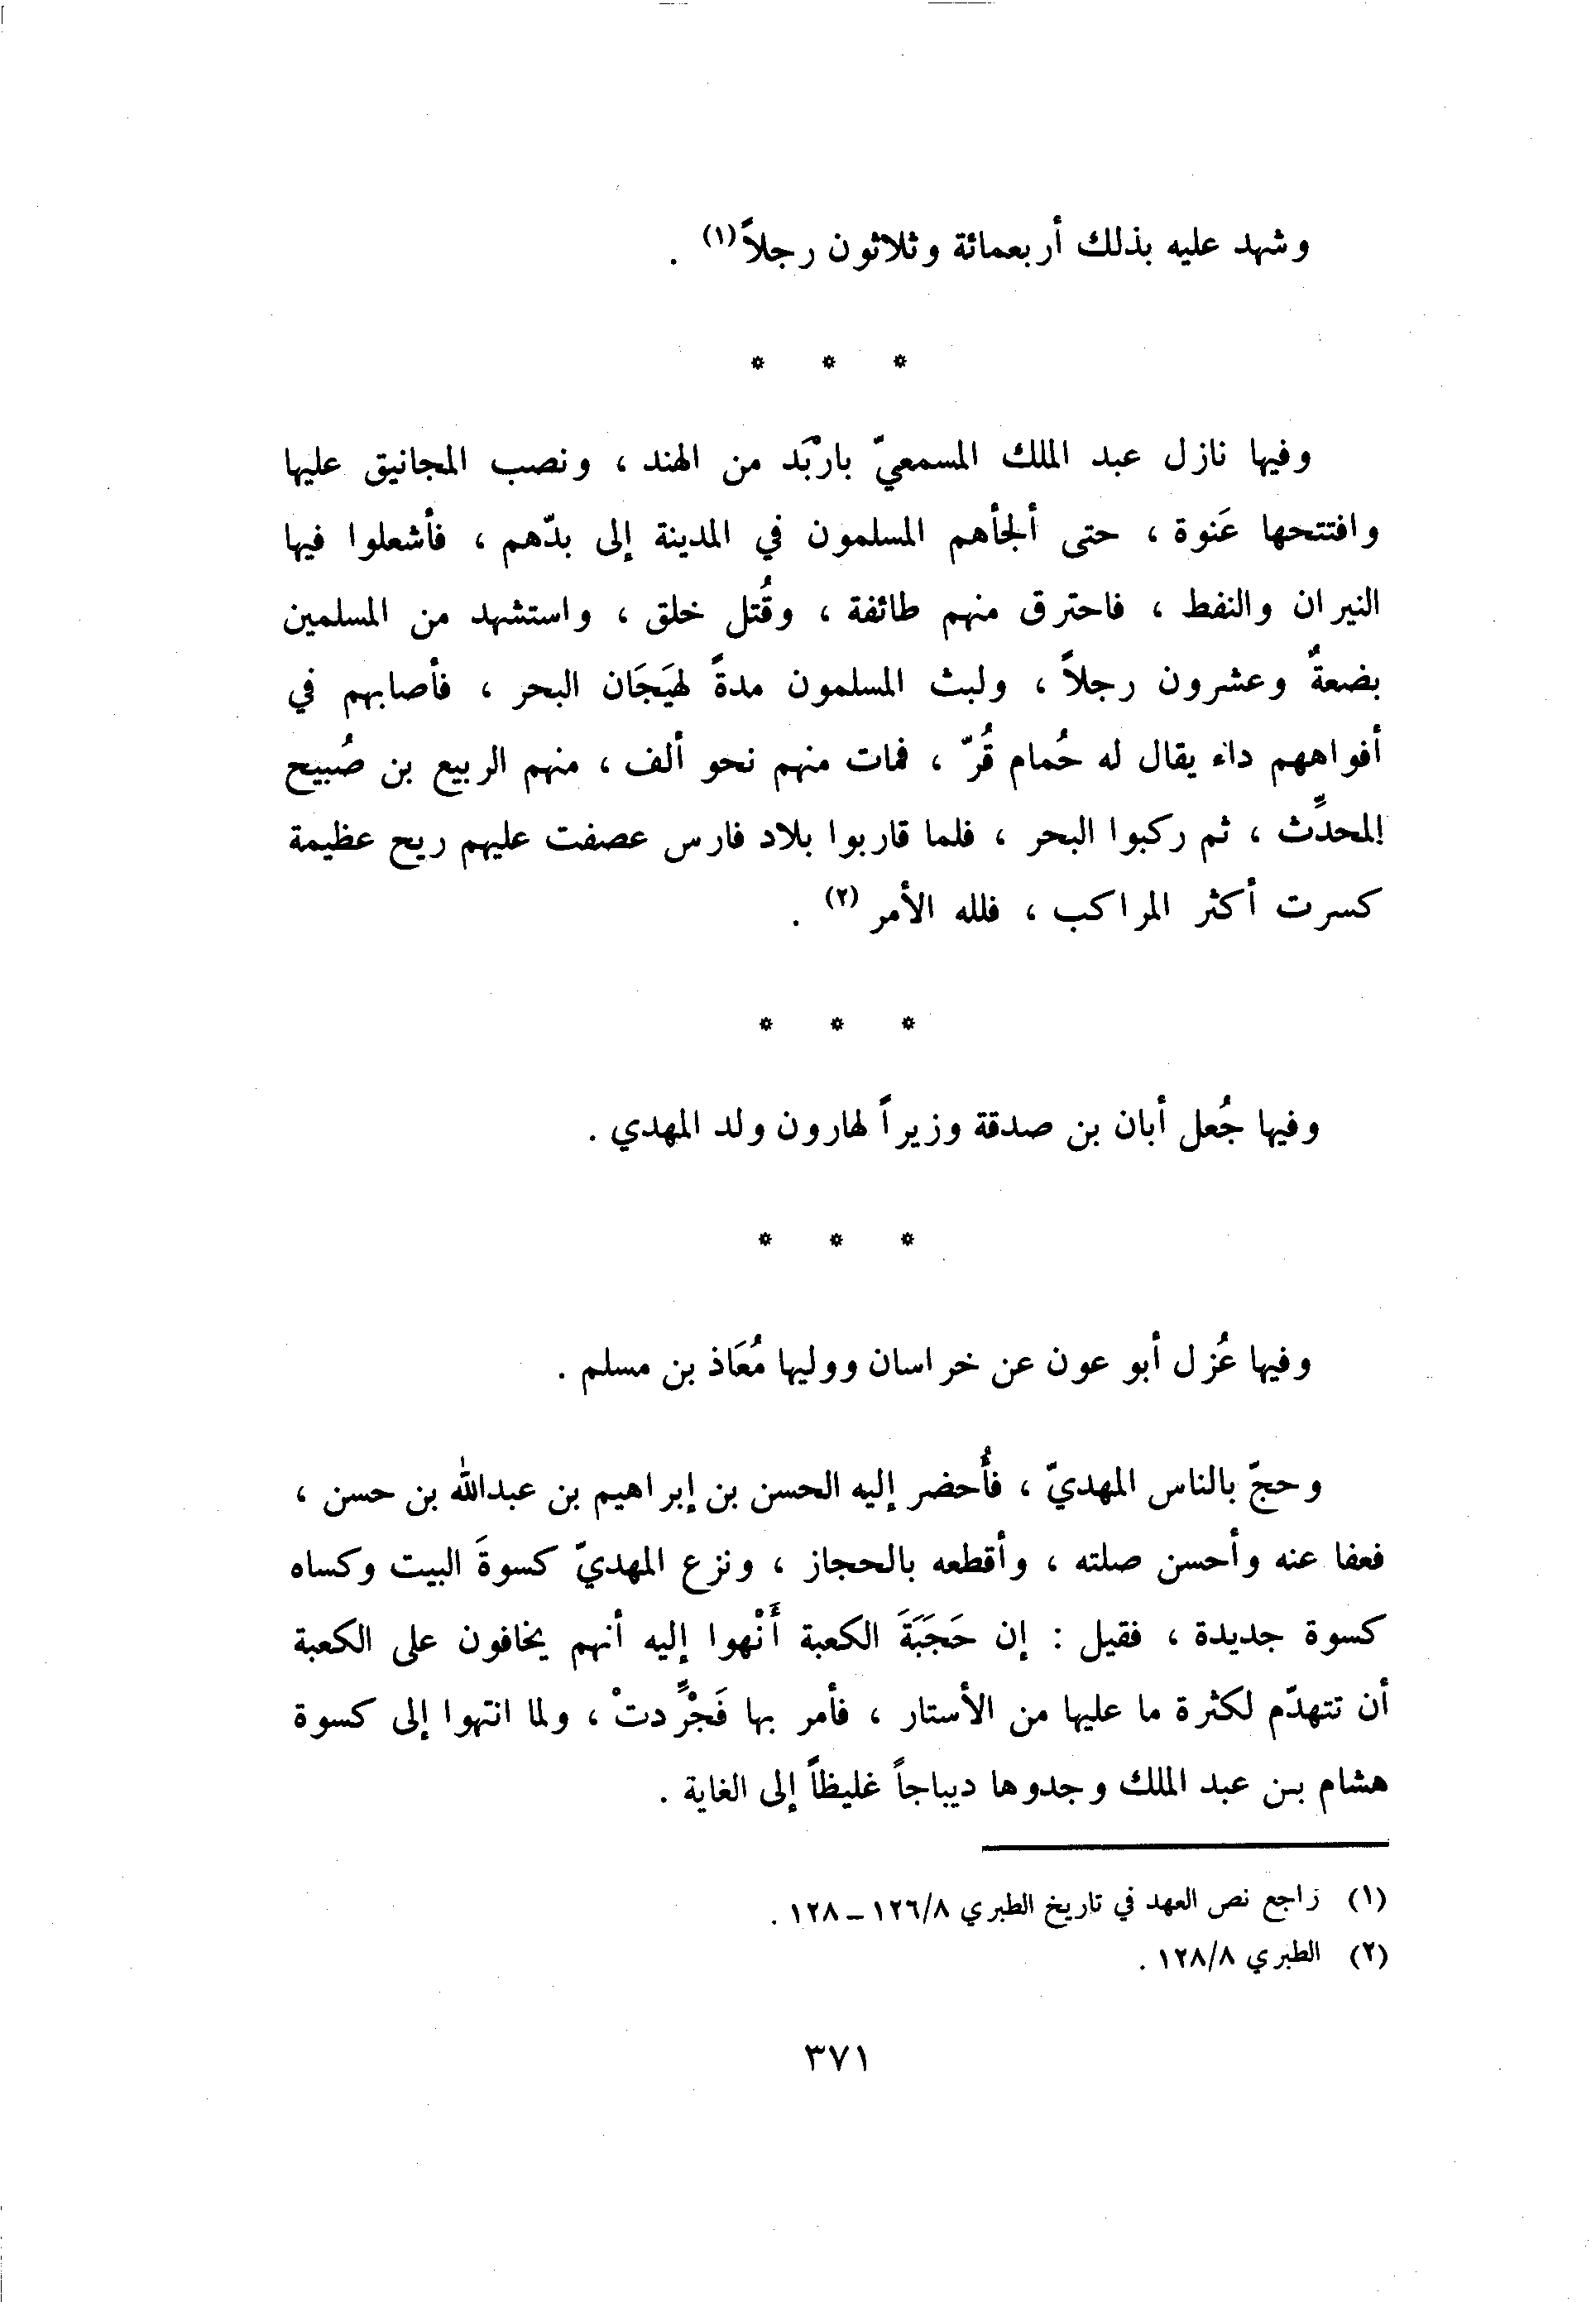 وشهد عليه بذلك أربعمائة وثلاثون رجلاً(١) .
* * *
وفيها نازل عبد الملك المسمعيّ بارْبَد من الهند ، ونصب المجانيق عليها
وافتتحها عَنوة ، حتى ألجأهم المسلمون في المدينة إلى بدّهم ، فأشعلوا فيها
النيران والنفط ، فاحترق منهم طائفة ، وقُتل خلق ، واستشهد من المسلمين
بضعةٌ وعشرون رجلاً ، ولبث المسلمون مدةً لهيَجَان البحر ، فأصابهم في
أفواههم داء يقال له حُمام قُرّ ، فمات منهم نحو ألف ، منهم الربيع بن صُبيح
المحدِّث ، ثم ركبوا البحر ، فلما قاربوا بلاد فارس عصفت عليهم ريح عظيمة
كسرت أكثر المراكب ، فلله الأمر (٢) .
* * *
وفيها جُعل أبان بن صدقة وزيراً لهارون ولد المهدي .
* * *
وفيها عُزل أبو عون عن خراسان ووليها مُعَاذ بن مسلم .
وحجّ بالناس المهديّ ، فأُحضر إليه الحسن بن إبراهيم بن عبدالله بن حسن ،
فعفا عنه وأحسن صلته ، وأقطعه بالحجاز ، ونزع المهديّ كسوةَ البيت وكساه
كسوة جديدة ، فقيل : إن حَجَبَةَ الكعبة أَنْهوا إليه أنهم يخافون على الكعبة
أن تتهدّم لكثرة ما عليها من الأستار ، فأمر بها فَجْرِّدتْ ، ولما انتهوا إلى كسوة
هشام بن عبد الملك وجدوها ديباجاً غليظاً إلى الغاية .
(١) راجع نص العهد في تاريخ الطبري ١٢٦/٨ - ١٢٨ .
(٢) الطبري ١٢٨/٨ .
٣٧١